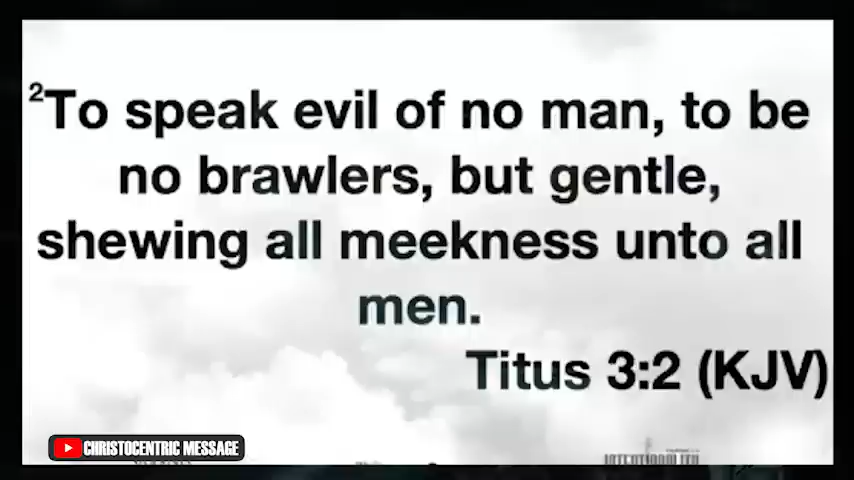 ²To speak evil of no man, to be
no brawlers, but gentle,
shewing all meekness unto all
men.
Titus 3:2 (KJV)
CHRISTOCENTRIC MESSAGE